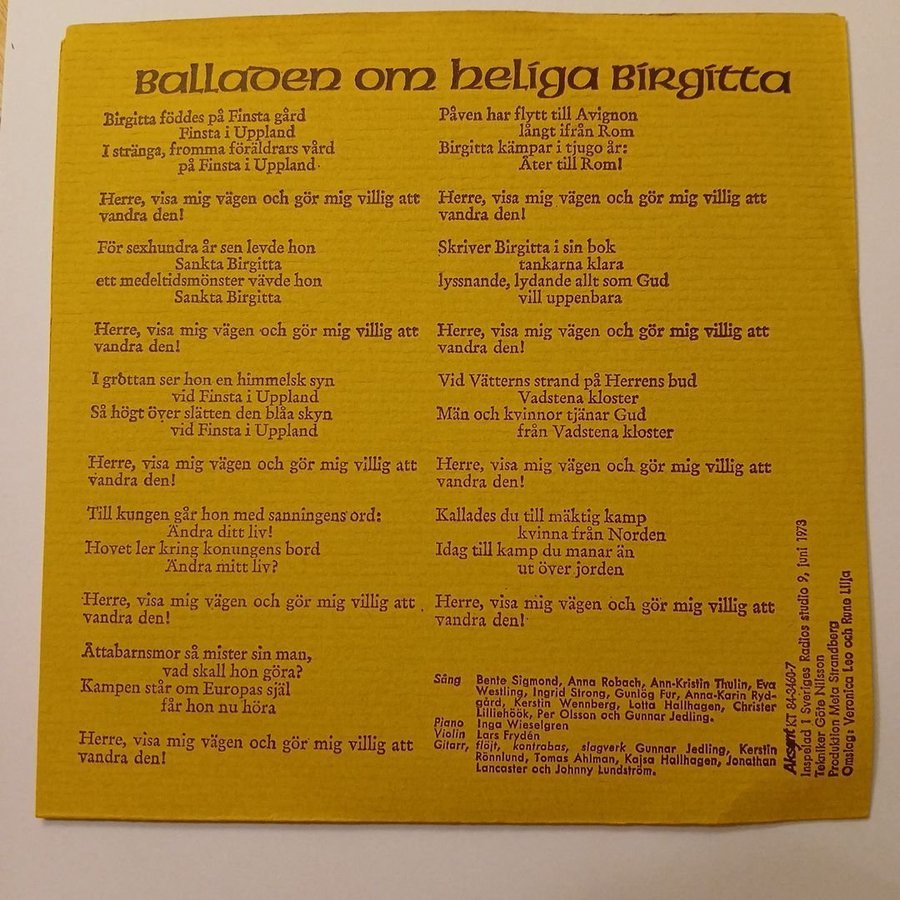 Balladen om heliga Birgitta
Birgitta föddes på Finsta gård
Finsta i Uppland
I stränga, fromma föräldrars vård
på Finsta i Uppland.
Herre, visa mig vägen och gör mig villig att
vandra den!
För sexhundra år sen levde hon
Sankta Birgitta
ett medeltidsmönster vävde hon
Sankta Birgitta
Herre, visa mig vägen och gör mig villig att
vandra den!
I grottan ser hon en himmelsk syn
vid Finsta i Uppland
Så högt över slätten den blåa skyn
vid Finsta i Uppland
Herre, visa mig vägen och gör mig villig att
vandra den!
Till kungen går hon med sanningens ord:
Ändra ditt liv!
Hovet ler kring konungens bord
Ändra mitt liv?
Herre, visa mig vägen och gör mig villig att
vandra den!
Åttabarnsmor så mister sin man,
vad skall hon göra?
Kampen står om Europas själ
får hon nu höra
Herre, visa mig vägen och gör mig villig att
vandra den!
Påven har flytt till Avignon
långt ifrån Rom
Birgitta kämpar i tjugo år:
Åter till Rom!
Herre, visa mig vägen och gör mig villig att
vandra den!
Skriver Birgitta i sin bok
tankarna klara
lyssnande, lydande allt som Gud
vill uppenbara
Herre, visa mig vägen och gör mig villig att
vandra den!
Vid Vätterns strand på Herrens bud
Vadstena kloster
Män och kvinnor tjänar Gud
från Vadstena kloster
Herre, visa mig vägen och gör mig villig att
vandra den!
Kallades du till mäktig kamp
kvinna från Norden
Idag till kamp du manar än
ut över jorden
Herre, visa mig vägen och gör mig villig att
vandra den!
Sång Bente Sigmond, Anna Robach, Ann-Kristin Thulin, Eva
Westling, Ingrid Strong, Gunlög Fur, Anna-Karin Ryd-
gård, Kerstin Wennberg, Lotta Hallhagen, Christer
Lilliehöök, Per Olsson och Gunnar Jedling.
Piano Inga Wieselgren
Violin Lars Frydén
Gitarr, flöjt, kontrabas, slagverk Gunnar Jedling, Kerstin
Rönnlund, Tomas Ahlman, Kajsa Hallhagen, Jonathan
Lancaster och Johnny Lundström.
Aksent KT 84-3460-7
Inspelad i Sveriges Radios studio 9, juni 1973
Tekniker Göte Nilsson
Produktion Meta Strandberg
Omslag: Veronica Leo och Runo Lilja